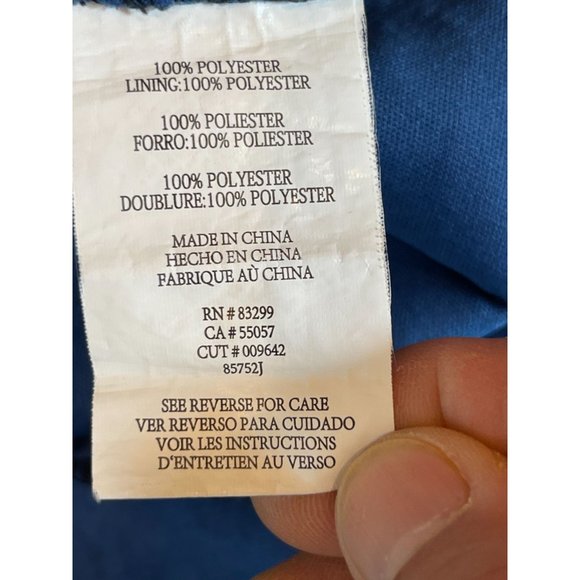 100% POLYESTER
LINING:100% POLYESTER
100% POLIESTER
FORRO:100% POLIESTER
100% POLYESTER
DOUBLURE:100% POLYESTER
MADE IN CHINA
HECHO EN CHINA
FABRIQUE AÙ CHINA
RN # 83299
CA # 55057
CUT # 009642
85752J
SEE REVERSE FOR CARE
VER REVERSO PARA CUIDADO
VOIR LES INSTRUCTIONS
D'ENTRETIEN AU VERSO